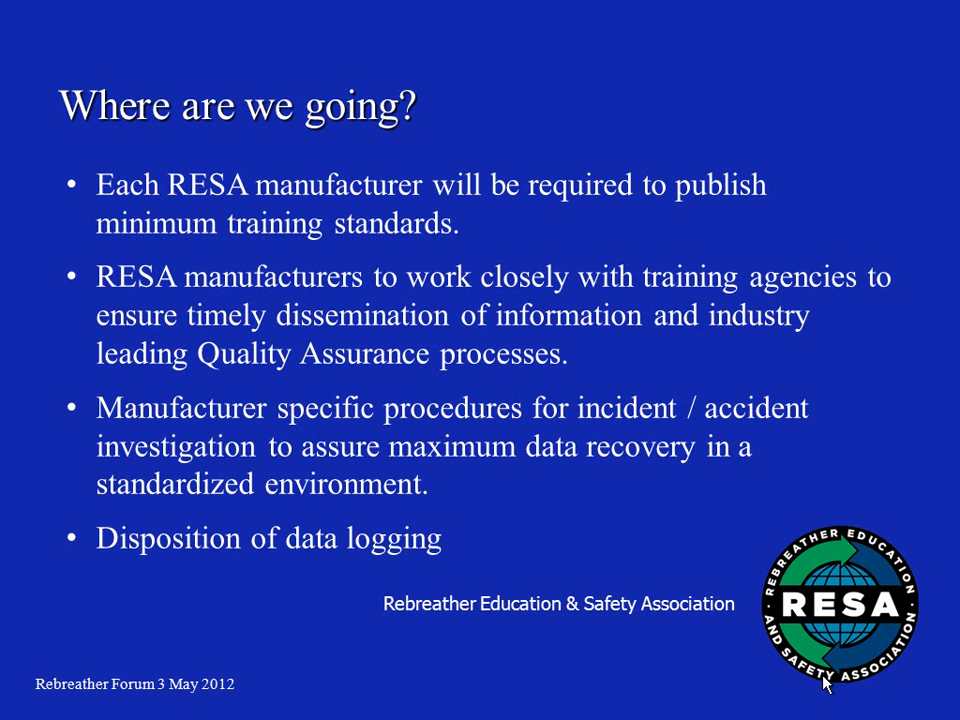 Where are we going?
• Each RESA manufacturer will be required to publish
minimum training standards.
• RESA manufacturers to work closely with training agencies to
ensure timely dissemination of information and industry
leading Quality Assurance processes.
• Manufacturer specific procedures for incident / accident
investigation to assure maximum data recovery in a
standardized environment.
• Disposition of data logging
Rebreather Education & Safety Association
REBREATHER EDUCATION
RESA
AND SAFETY ASSOCIATION
Rebreather Forum 3 May 2012